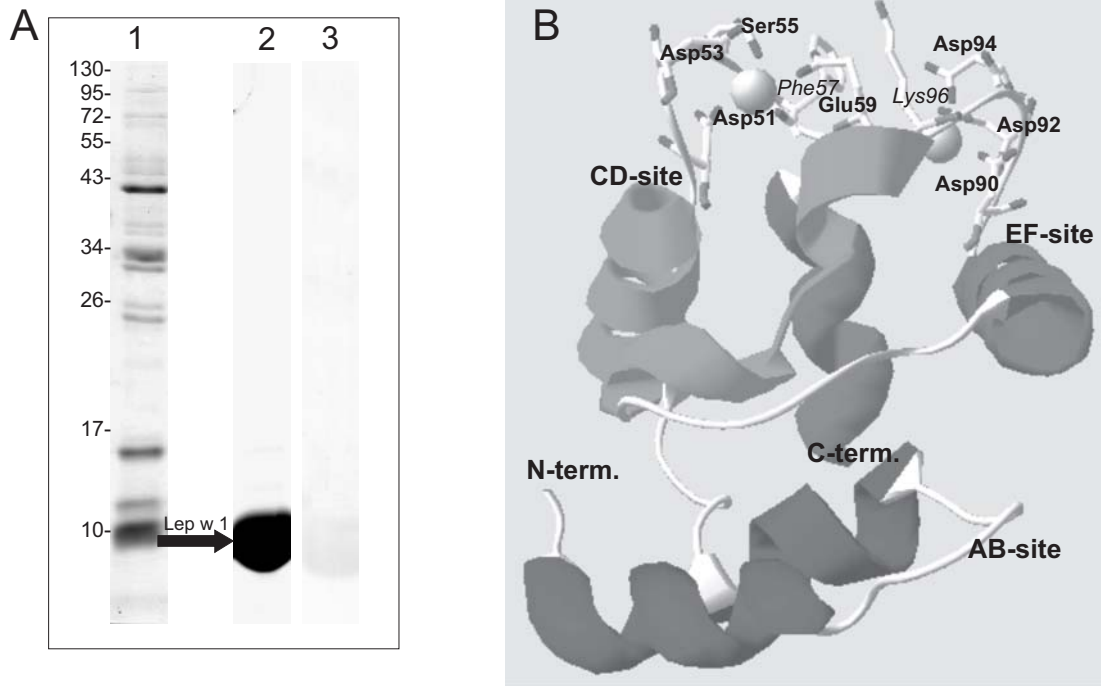 A
1 2 3
130-
95-
72-
55-
43-
34-
26-
17-
10-
Lep w 1
B
Ser55
Asp53
Asp94
Phe57
Lys96
Glu59
Asp51
Asp92
CD-site
Asp90
EF-site
C-term.
N-term.
AB-site